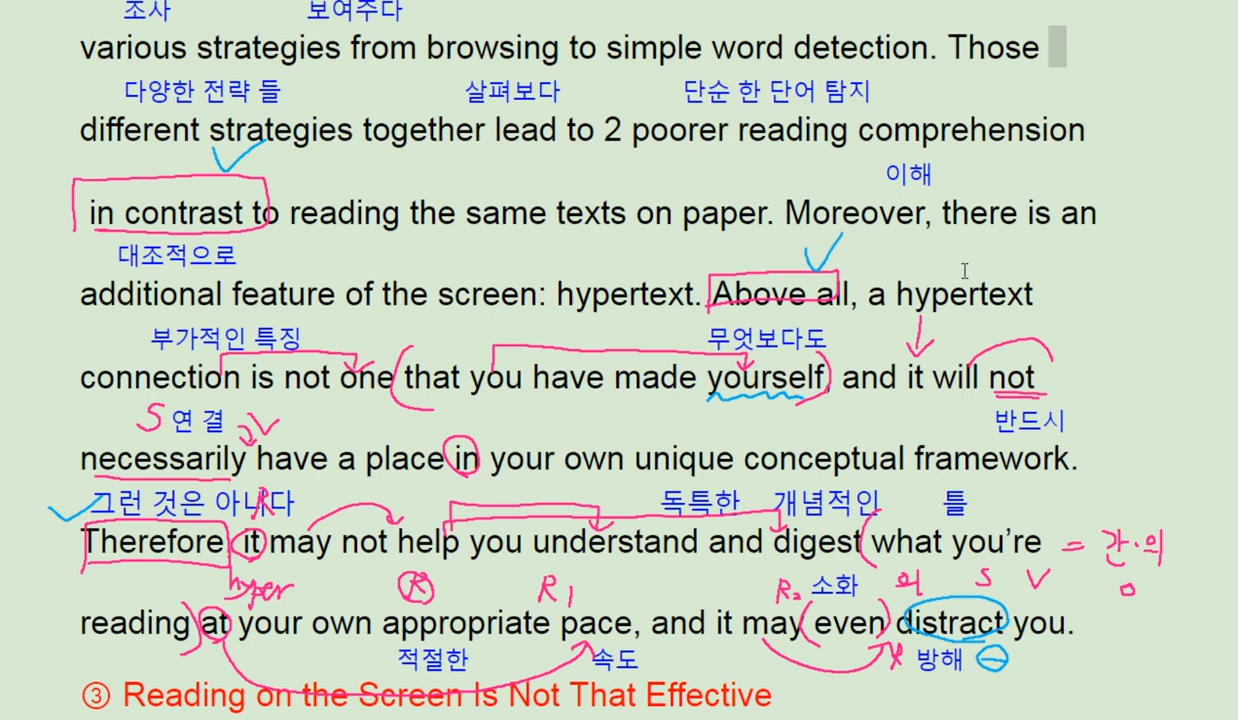 조사 보여주다
various strategies from browsing to simple word detection. Those
다양한 전략 들 살펴보다 단순 한 단어 탐지
different strategies together lead to 2 poorer reading comprehension
이해
in contrast to reading the same texts on paper. Moreover, there is an
대조적으로
additional feature of the screen: hypertext. Above all, a hypertext
부가적인 특징 무엇보다도
connection is not one that you have made yourself, and it will not
S 연 결 V 반드시
necessarily have a place in your own unique conceptual framework.
그런 것은 아니다 R 독특한 개념적인 틀
Therefore it may not help you understand and digest what you're = 간·의
hyper R R₁ R₂ 소화 의 S V o
reading at your own appropriate pace, and it may even distract you.
적절한 속도 R 방해 −
③ Reading on the Screen Is Not That Effective